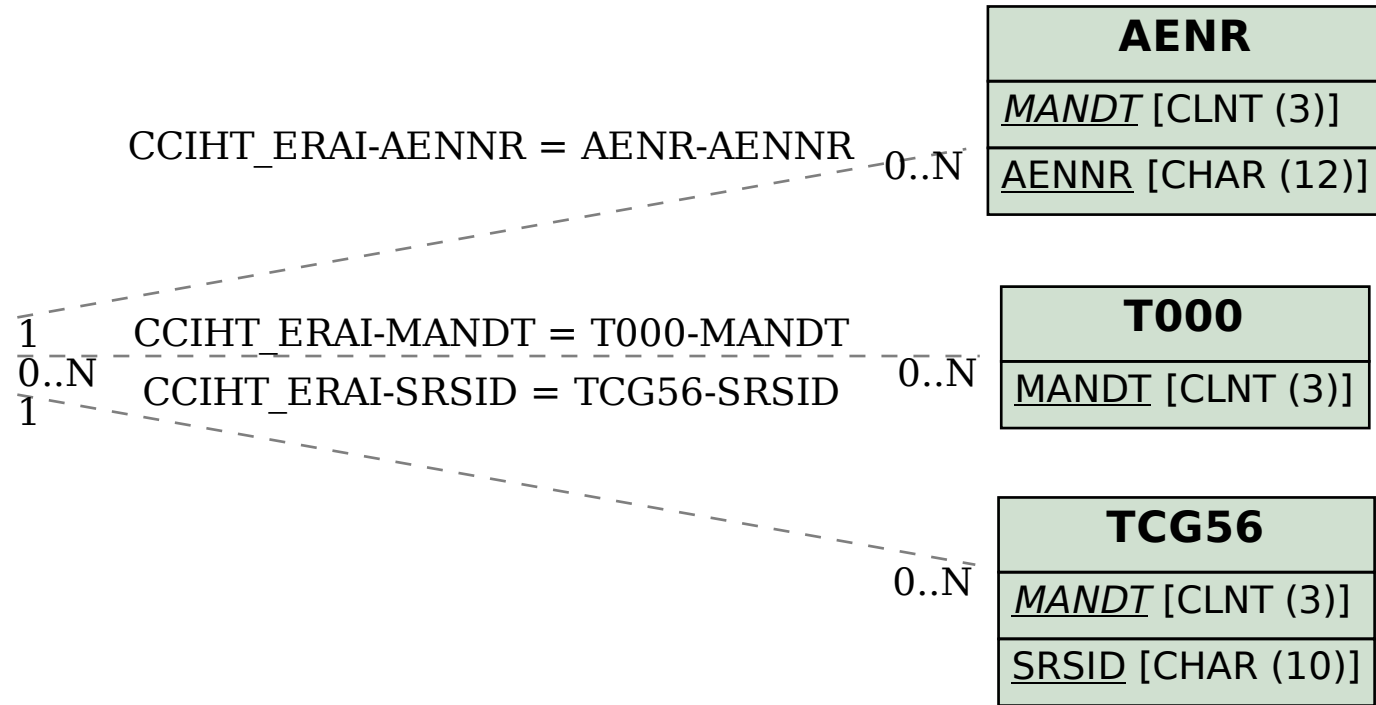 AENR
MANDT [CLNT (3)]
AENNR [CHAR (12)]
CCIHT_ERAI-AENNR = AENR-AENNR
0..N
1
CCIHT_ERAI-MANDT = T000-MANDT
0..N
0..N
T000
MANDT [CLNT (3)]
CCIHT_ERAI-SRSID = TCG56-SRSID
1
0..N
TCG56
MANDT [CLNT (3)]
SRSID [CHAR (10)]